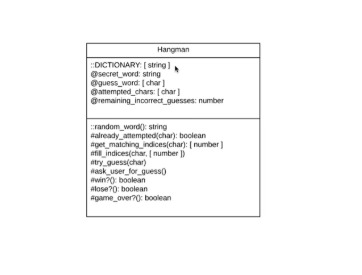 Hangman
::DICTIONARY: [ string ]
@secret_word: string
@guess_word: [ char ]
@attempted_chars: [ char ]
@remaining_incorrect_guesses: number
::random_word(): string
#already_attempted(char): boolean
#get_matching_indices(char): [ number ]
#fill_indices(char, [ number ])
#try_guess(char)
#ask_user_for_guess()
#win?(): boolean
#lose?(): boolean
#game_over?(): boolean